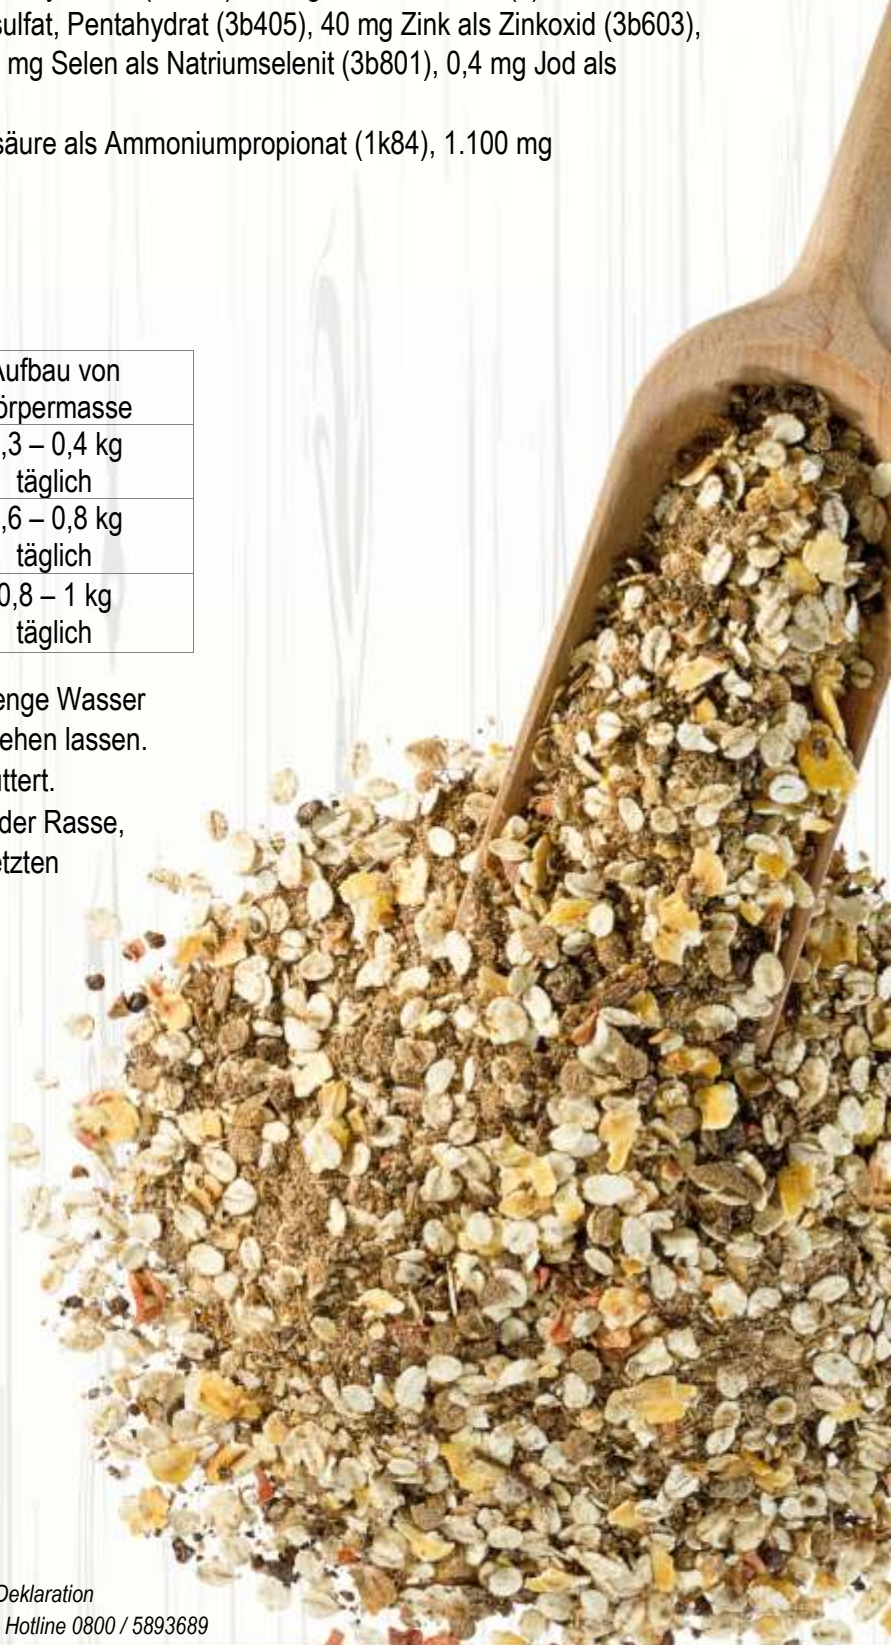 sulfat, Pentahydrat (3b405), 40 mg Zink als Zinkoxid (3b603),
mg Selen als Natriumselenit (3b801), 0,4 mg Jod als
säure als Ammoniumpropionat (1k84), 1.100 mg
Aufbau von
örpermasse
,3 – 0,4 kg
täglich
,6 – 0,8 kg
täglich
0,8 – 1 kg
täglich
enge Wasser
ehen lassen.
ttert.
der Rasse,
etzten
Deklaration
Hotline 0800 / 5893689